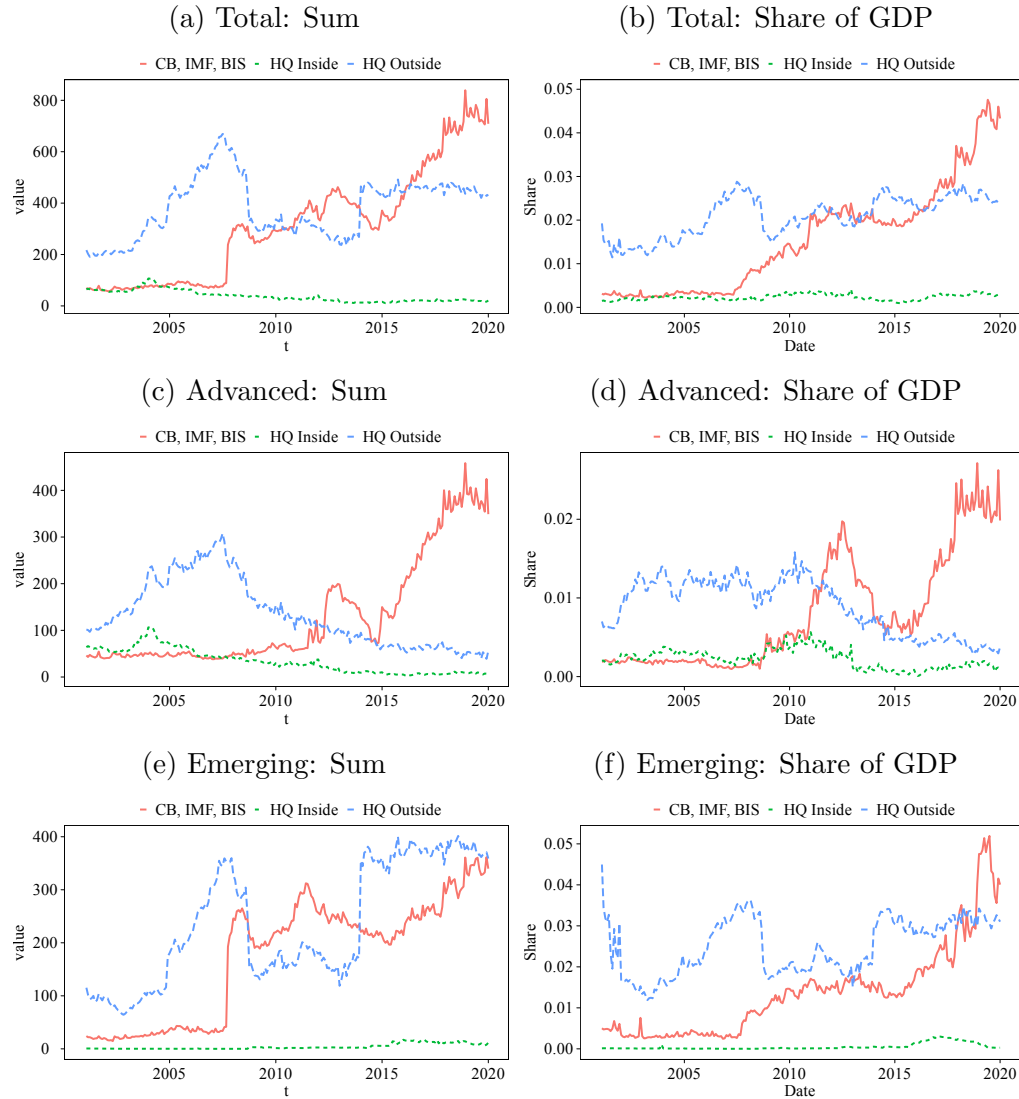 (a) Total: Sum
CB, IMF, BIS HQ Inside HQ Outside
value
800
600
400
200
0
2005 2010 2015 2020
t
(b) Total: Share of GDP
CB, IMF, BIS HQ Inside HQ Outside
Share
0.05
0.04
0.03
0.02
0.01
0.00
2005 2010 2015 2020
Date
(c) Advanced: Sum
CB, IMF, BIS HQ Inside HQ Outside
value
400
300
200
100
0
2005 2010 2015 2020
t
(d) Advanced: Share of GDP
CB, IMF, BIS HQ Inside HQ Outside
Share
0.02
0.01
0.00
2005 2010 2015 2020
Date
(e) Emerging: Sum
CB, IMF, BIS HQ Inside HQ Outside
value
400
300
200
100
0
2005 2010 2015 2020
t
(f) Emerging: Share of GDP
CB, IMF, BIS HQ Inside HQ Outside
Share
0.05
0.04
0.03
0.02
0.01
0.00
2005 2010 2015 2020
Date